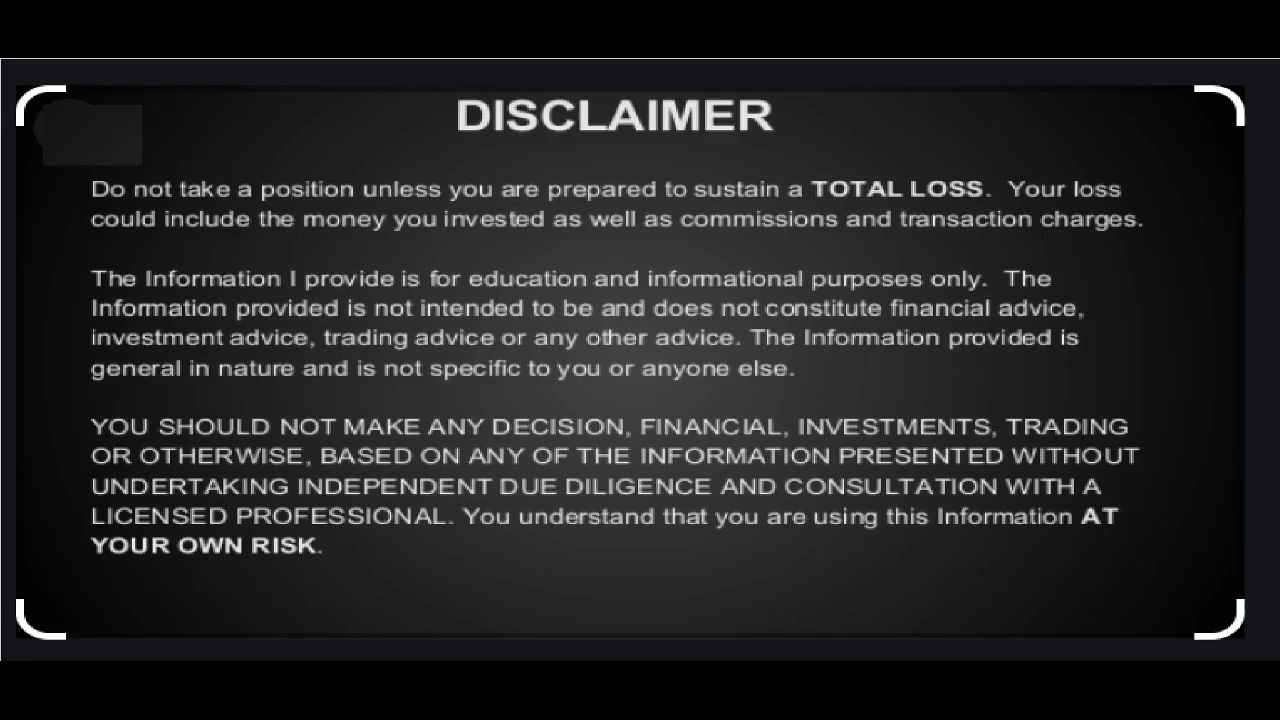 DISCLAIMER
Do not take a position unless you are prepared to sustain a TOTAL LOSS.  Your loss
could include the money you invested as well as commissions and transaction charges.
The Information I provide is for education and informational purposes only.  The
Information provided is not intended to be and does not constitute financial advice,
investment advice, trading advice or any other advice. The Information provided is
general in nature and is not specific to you or anyone else.
YOU SHOULD NOT MAKE ANY DECISION, FINANCIAL, INVESTMENTS, TRADING
OR OTHERWISE, BASED ON ANY OF THE INFORMATION PRESENTED WITHOUT
UNDERTAKING INDEPENDENT DUE DILIGENCE AND CONSULTATION WITH A
LICENSED PROFESSIONAL. You understand that you are using this Information AT
YOUR OWN RISK.